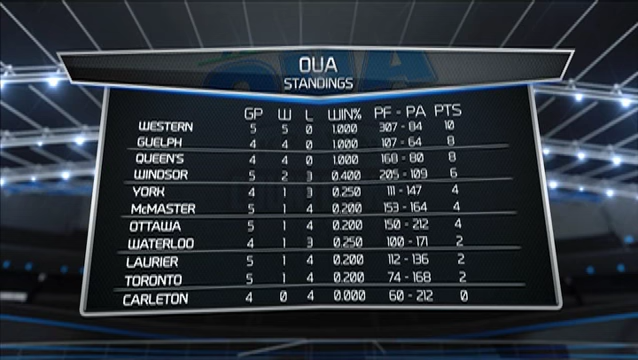 OUA
STANDINGS
GP W L WIN% PF - PA PTS
WESTERN 5 5 0 1.000 307 - 84 10
GUELPH 4 4 0 1.000 107 - 64 8
QUEEN'S 4 4 0 1.000 168 - 80 8
WINDSOR 5 2 3 0.400 205 - 109 6
YORK 4 1 3 0.250 111 - 147 4
McMASTER 5 1 4 0.200 153 - 164 4
OTTAWA 5 1 4 0.200 150 - 212 4
WATERLOO 4 1 3 0.250 100 - 171 2
LAURIER 5 1 4 0.200 112 - 136 2
TORONTO 5 1 4 0.200 74 - 168 2
CARLETON 4 0 4 0.000 60 - 212 0